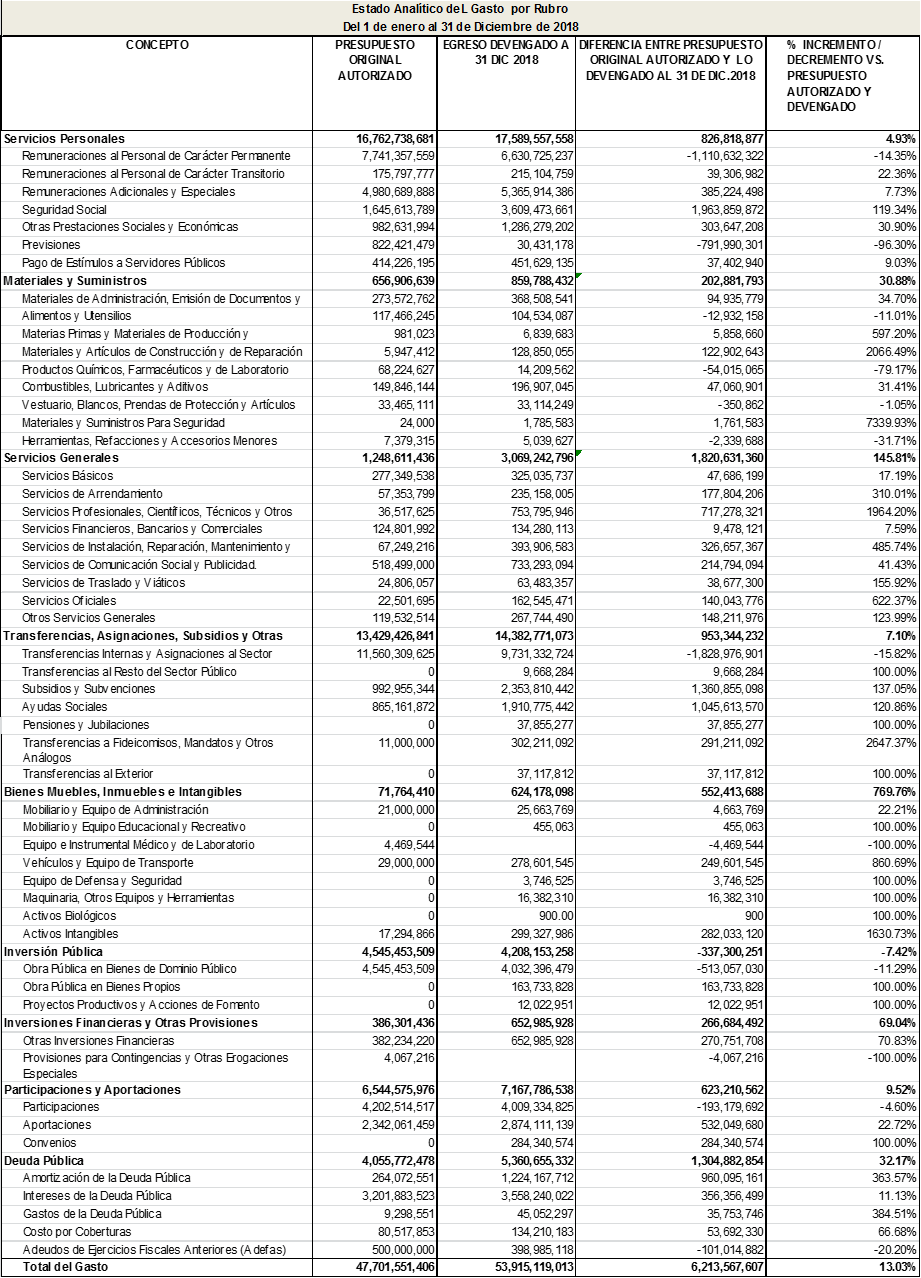 Estado Analítico deL Gasto por Rubro
Del 1 de enero al 31 de Diciembre de 2018
CONCEPTO PRESUPUESTO ORIGINAL AUTORIZADO EGRESO DEVENGADO A 31 DIC 2018 DIFERENCIA ENTRE PRESUPUESTO ORIGINAL AUTORIZADO Y LO DEVENGADO AL 31 DE DIC.2018 % INCREMENTO / DECREMENTO VS. PRESUPUESTO AUTORIZADO Y DEVENGADO
Servicios Personales 16,762,738,681 17,589,557,558 826,818,877 4.93%
Remuneraciones al Personal de Carácter Permanente 7,741,357,559 6,630,725,237 -1,110,632,322 -14.35%
Remuneraciones al Personal de Carácter Transitorio 175,797,777 215,104,759 39,306,982 22.36%
Remuneraciones Adicionales y Especiales 4,980,689,888 5,365,914,386 385,224,498 7.73%
Seguridad Social 1,645,613,789 3,609,473,661 1,963,859,872 119.34%
Otras Prestaciones Sociales y Económicas 982,631,994 1,286,279,202 303,647,208 30.90%
Previsiones 822,421,479 30,431,178 -791,990,301 -96.30%
Pago de Estímulos a Servidores Públicos 414,226,195 451,629,135 37,402,940 9.03%
Materiales y Suministros 656,906,639 859,788,432 202,881,793 30.88%
Materiales de Administración, Emisión de Documentos y 273,572,762 368,508,541 94,935,779 34.70%
Alimentos y Utensilios 117,466,245 104,534,087 -12,932,158 -11.01%
Materias Primas y Materiales de Producción y 981,023 6,839,683 5,858,660 597.20%
Materiales y Artículos de Construcción y de Reparación 5,947,412 128,850,055 122,902,643 2066.49%
Productos Químicos, Farmacéuticos y de Laboratorio 68,224,627 14,209,562 -54,015,065 -79.17%
Combustibles, Lubricantes y Aditivos 149,846,144 196,907,045 47,060,901 31.41%
Vestuario, Blancos, Prendas de Protección y Artículos 33,465,111 33,114,249 -350,862 -1.05%
Materiales y Suministros Para Seguridad 24,000 1,785,583 1,761,583 7339.93%
Herramientas, Refacciones y Accesorios Menores 7,379,315 5,039,627 -2,339,688 -31.71%
Servicios Generales 1,248,611,436 3,069,242,796 1,820,631,360 145.81%
Servicios Básicos 277,349,538 325,035,737 47,686,199 17.19%
Servicios de Arrendamiento 57,353,799 235,158,005 177,804,206 310.01%
Servicios Profesionales, Científicos, Técnicos y Otros 36,517,625 753,795,946 717,278,321 1964.20%
Servicios Financieros, Bancarios y Comerciales 124,801,992 134,280,113 9,478,121 7.59%
Servicios de Instalación, Reparación, Mantenimiento y 67,249,216 393,906,583 326,657,367 485.74%
Servicios de Comunicación Social y Publicidad. 518,499,000 733,293,094 214,794,094 41.43%
Servicios de Traslado y Viáticos 24,806,057 63,483,357 38,677,300 155.92%
Servicios Oficiales 22,501,695 162,545,471 140,043,776 622.37%
Otros Servicios Generales 119,532,514 267,744,490 148,211,976 123.99%
Transferencias, Asignaciones, Subsidios y Otras 13,429,426,841 14,382,771,073 953,344,232 7.10%
Transferencias Internas y Asignaciones al Sector 11,560,309,625 9,731,332,724 -1,828,976,901 -15.82%
Transferencias al Resto del Sector Público 0 9,668,284 9,668,284 100.00%
Subsidios y Subvenciones 992,955,344 2,353,810,442 1,360,855,098 137.05%
Ayudas Sociales 865,161,872 1,910,775,442 1,045,613,570 120.86%
Pensiones y Jubilaciones 0 37,855,277 37,855,277 100.00%
Transferencias a Fideicomisos, Mandatos y Otros Análogos 11,000,000 302,211,092 291,211,092 2647.37%
Transferencias al Exterior 0 37,117,812 37,117,812 100.00%
Bienes Muebles, Inmuebles e Intangibles 71,764,410 624,178,098 552,413,688 769.76%
Mobiliario y Equipo de Administración 21,000,000 25,663,769 4,663,769 22.21%
Mobiliario y Equipo Educacional y Recreativo 0 455,063 455,063 100.00%
Equipo e Instrumental Médico y de Laboratorio 4,469,544 -4,469,544 -100.00%
Vehículos y Equipo de Transporte 29,000,000 278,601,545 249,601,545 860.69%
Equipo de Defensa y Seguridad 0 3,746,525 3,746,525 100.00%
Maquinaria, Otros Equipos y Herramientas 0 16,382,310 16,382,310 100.00%
Activos Biológicos 0 900.00 900 100.00%
Activos Intangibles 17,294,866 299,327,986 282,033,120 1630.73%
Inversión Pública 4,545,453,509 4,208,153,258 -337,300,251 -7.42%
Obra Pública en Bienes de Dominio Público 4,545,453,509 4,032,396,479 -513,057,030 -11.29%
Obra Pública en Bienes Propios 0 163,733,828 163,733,828 100.00%
Proyectos Productivos y Acciones de Fomento 0 12,022,951 12,022,951 100.00%
Inversiones Financieras y Otras Provisiones 386,301,436 652,985,928 266,684,492 69.04%
Otras Inversiones Financieras 382,234,220 652,985,928 270,751,708 70.83%
Provisiones para Contingencias y Otras Erogaciones Especiales 4,067,216 -4,067,216 -100.00%
Participaciones y Aportaciones 6,544,575,976 7,167,786,538 623,210,562 9.52%
Participaciones 4,202,514,517 4,009,334,825 -193,179,692 -4.60%
Aportaciones 2,342,061,459 2,874,111,139 532,049,680 22.72%
Convenios 0 284,340,574 284,340,574 100.00%
Deuda Pública 4,055,772,478 5,360,655,332 1,304,882,854 32.17%
Amortización de la Deuda Pública 264,072,551 1,224,167,712 960,095,161 363.57%
Intereses de la Deuda Pública 3,201,883,523 3,558,240,022 356,356,499 11.13%
Gastos de la Deuda Pública 9,298,551 45,052,297 35,753,746 384.51%
Costo por Coberturas 80,517,853 134,210,183 53,692,330 66.68%
Adeudos de Ejercicios Fiscales Anteriores (Adefas) 500,000,000 398,985,118 -101,014,882 -20.20%
Total del Gasto 47,701,551,406 53,915,119,013 6,213,567,607 13.03%